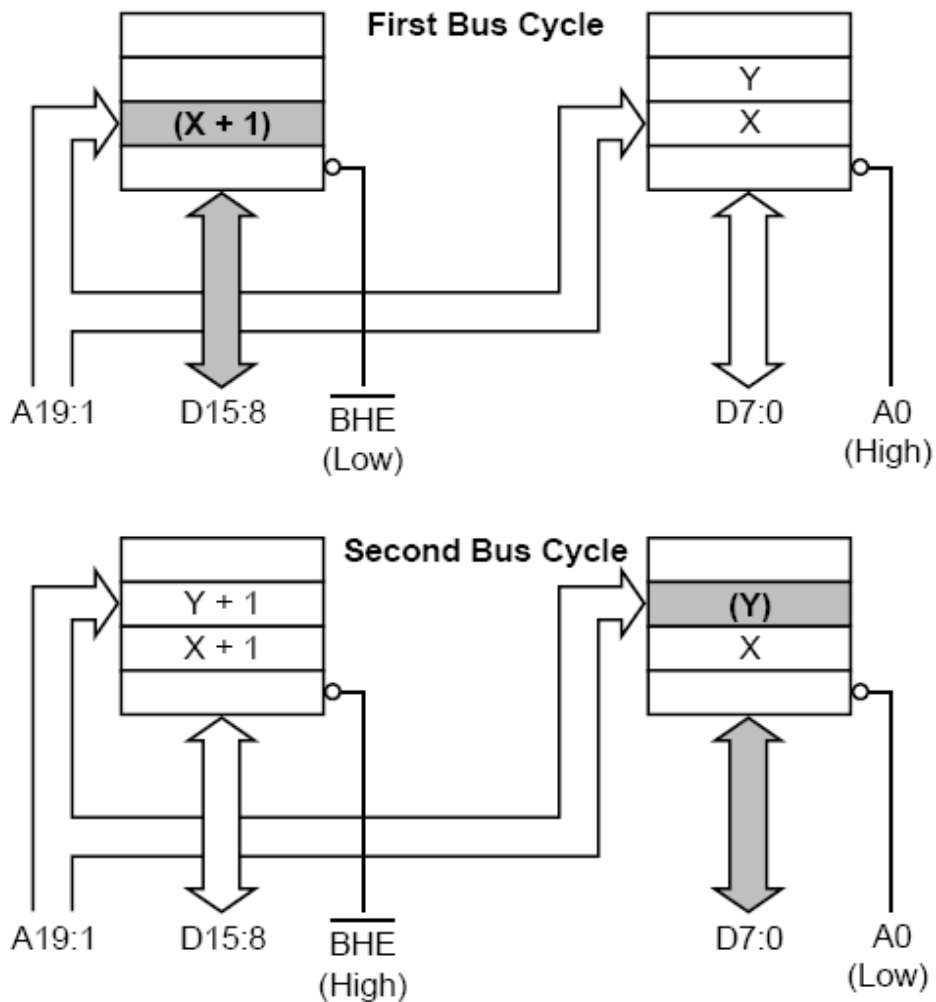 First Bus Cycle
Y
(X + 1)
X
A19:1
D15:8
BHE
(Low)
D7:0
A0
(High)
Second Bus Cycle
Y + 1
(Y)
X + 1
X
A19:1
D15:8
BHE
(High)
D7:0
A0
(Low)